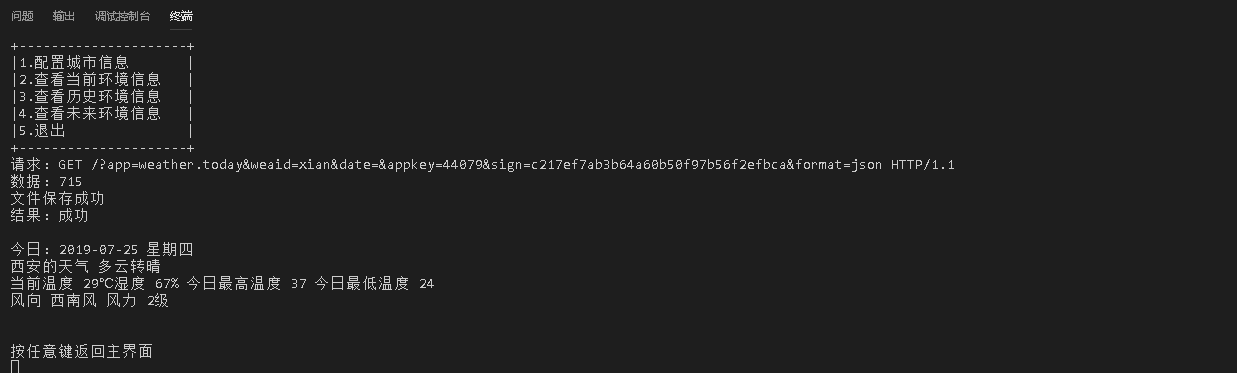 问题 输出 调试控制台 终端
+---------------------+
|1.配置城市信息 |
|2.查看当前环境信息 |
|3.查看历史环境信息 |
|4.查看未来环境信息 |
|5.退出 |
+---------------------+
请求: GET /?app=weather.today&weaid=xian&date=&appkey=44079&sign=c217ef7ab3b64a60b50f97b56f2efbca&format=json HTTP/1.1
数据: 715
文件保存成功
结果: 成功
今日: 2019-07-25 星期四
西安的天气 多云转晴
当前温度 29℃湿度 67% 今日最高温度 37 今日最低温度 24
风向 西南风 风力 2级
按任意键返回主界面